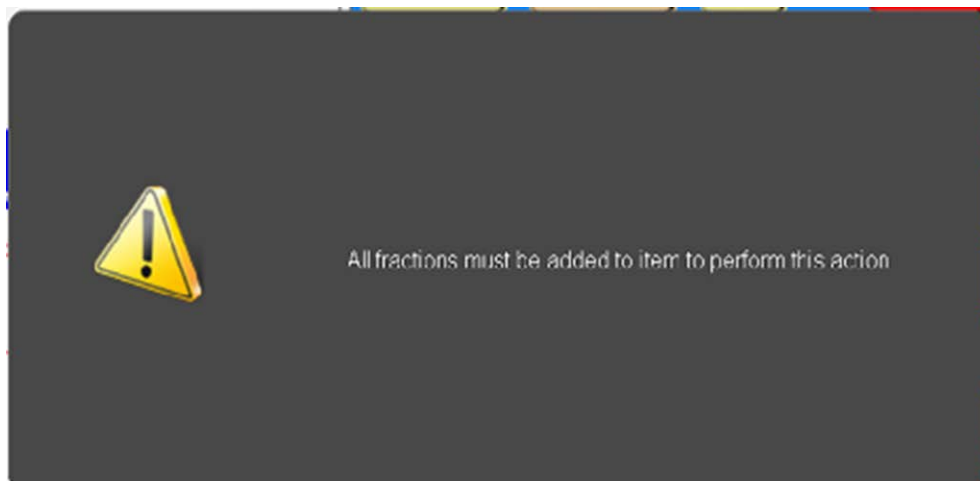 All fractions must be added to item to perform this action